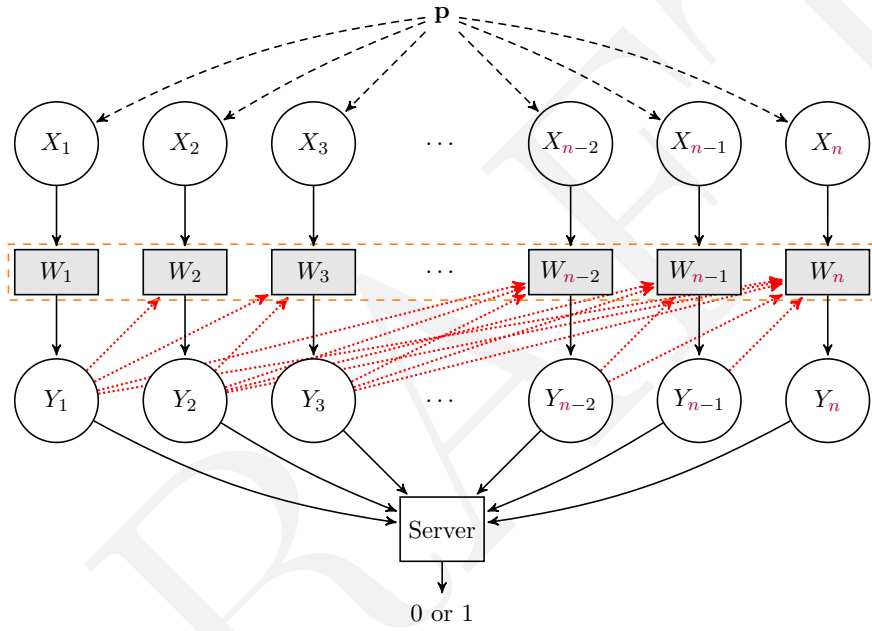 p
X₁ X₂ X₃ ... Xₙ₋₂ Xₙ₋₁ Xₙ
W₁ W₂ W₃ ... Wₙ₋₂ Wₙ₋₁ Wₙ
Y₁ Y₂ Y₃ ... Yₙ₋₂ Yₙ₋₁ Yₙ
Server
0 or 1